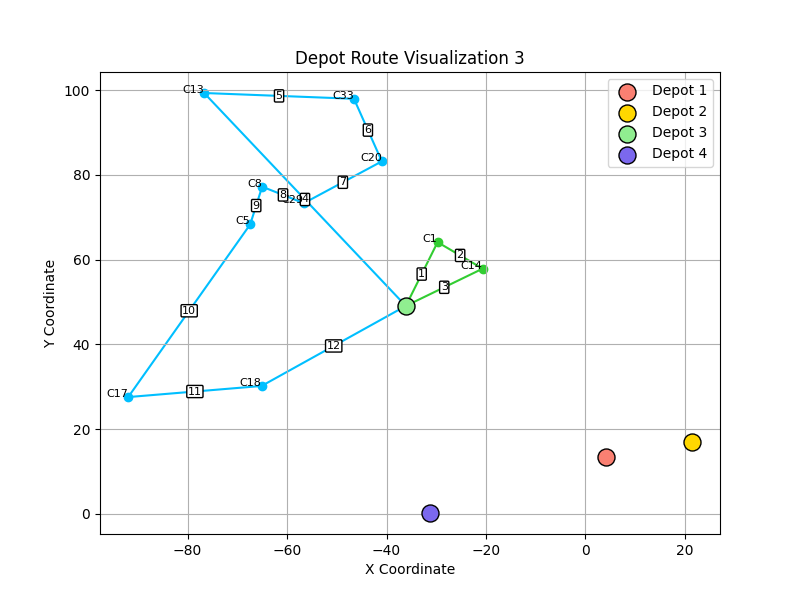 Depot Route Visualization 3
Depot 1
Depot 2
Depot 3
Depot 4
Y Coordinate
100
80
60
40
20
0
C13
5
C33
6
C20
C8
8
C29
4
7
9
C5
C1
2
C14
1
3
10
12
C17
11
C18
−80
−60
−40
−20
0
20
X Coordinate